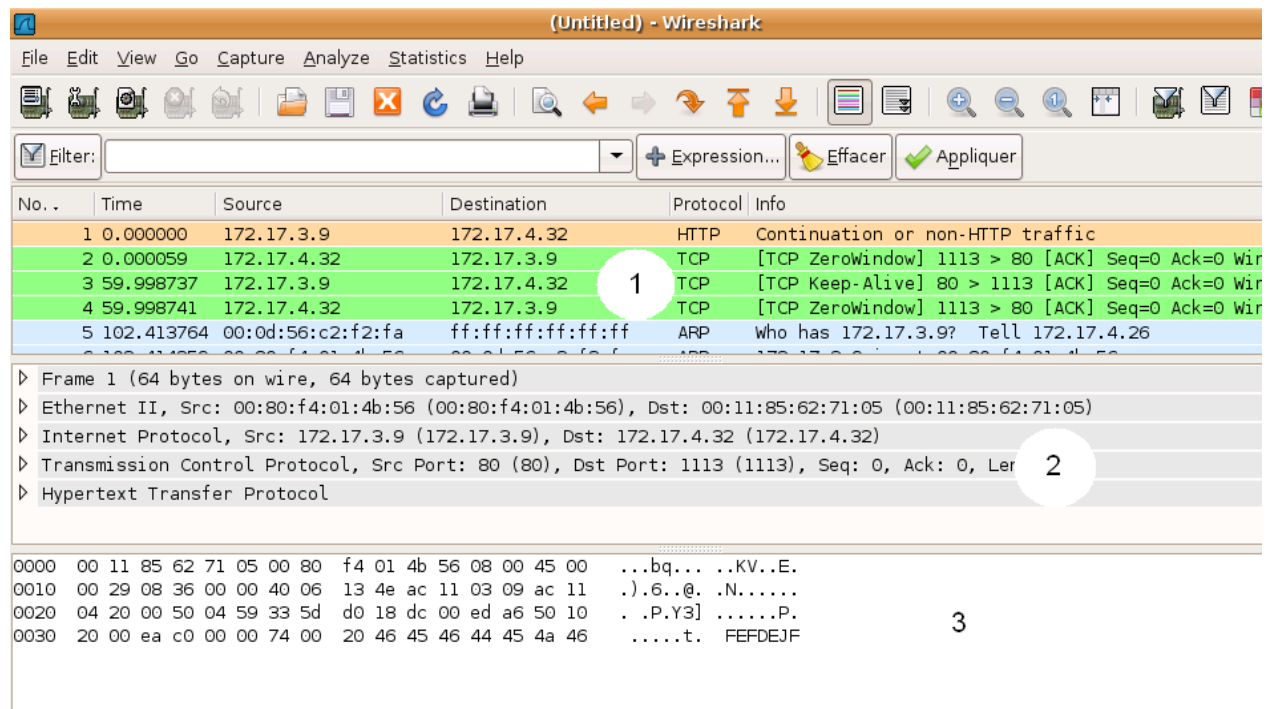 (Untitled) - Wireshark
File Edit View Go Capture Analyze Statistics Help
Filter: Expression... Effacer Appliquer
No. . Time Source Destination Protocol Info
1 0.000000 172.17.3.9 172.17.4.32 HTTP Continuation or non-HTTP traffic
2 0.000059 172.17.4.32 172.17.3.9 TCP [TCP ZeroWindow] 1113 > 80 [ACK] Seq=0 Ack=0 Wir
3 59.998737 172.17.3.9 172.17.4.32 TCP [TCP Keep-Alive] 80 > 1113 [ACK] Seq=0 Ack=0 Wir
1
4 59.998741 172.17.4.32 172.17.3.9 TCP [TCP ZeroWindow] 1113 > 80 [ACK] Seq=0 Ack=0 Wir
5 102.413764 00:0d:56:c2:f2:fa ff:ff:ff:ff:ff:ff ARP Who has 172.17.3.9? Tell 172.17.4.26
Frame 1 (64 bytes on wire, 64 bytes captured)
Ethernet II, Src: 00:80:f4:01:4b:56 (00:80:f4:01:4b:56), Dst: 00:11:85:62:71:05 (00:11:85:62:71:05)
Internet Protocol, Src: 172.17.3.9 (172.17.3.9), Dst: 172.17.4.32 (172.17.4.32)
Transmission Control Protocol, Src Port: 80 (80), Dst Port: 1113 (1113), Seq: 0, Ack: 0, Ler
2
Hypertext Transfer Protocol
0000 00 11 85 62 71 05 00 80 f4 01 4b 56 08 00 45 00 ...bq... ..KV..E.
0010 00 29 08 36 00 00 40 06 13 4e ac 11 03 09 ac 11 .).6..@. .N......
0020 04 20 00 50 04 59 33 5d d0 18 dc 00 ed a6 50 10 . .P.Y3] ......P.
0030 20 00 ea c0 00 00 74 00 20 46 45 46 44 45 4a 46 .....t. FEFDEJF
3